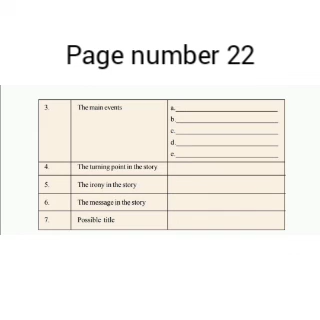 Page number 22
3. The main events a.
b.
c.
d.
e.
4. The turning point in the story
5. The irony in the story
6. The message in the story
7. Possible title